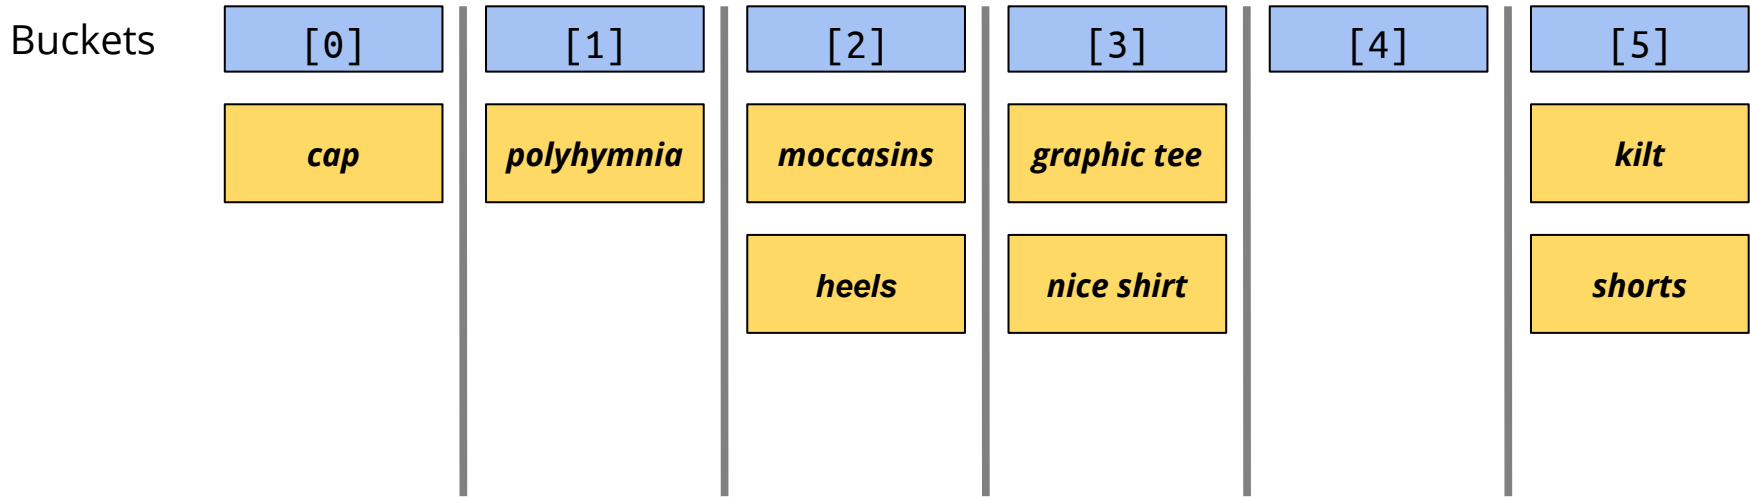 Buckets [0] [1] [2] [3] [4] [5]
cap polyhymnia moccasins graphic tee kilt
heels nice shirt shorts